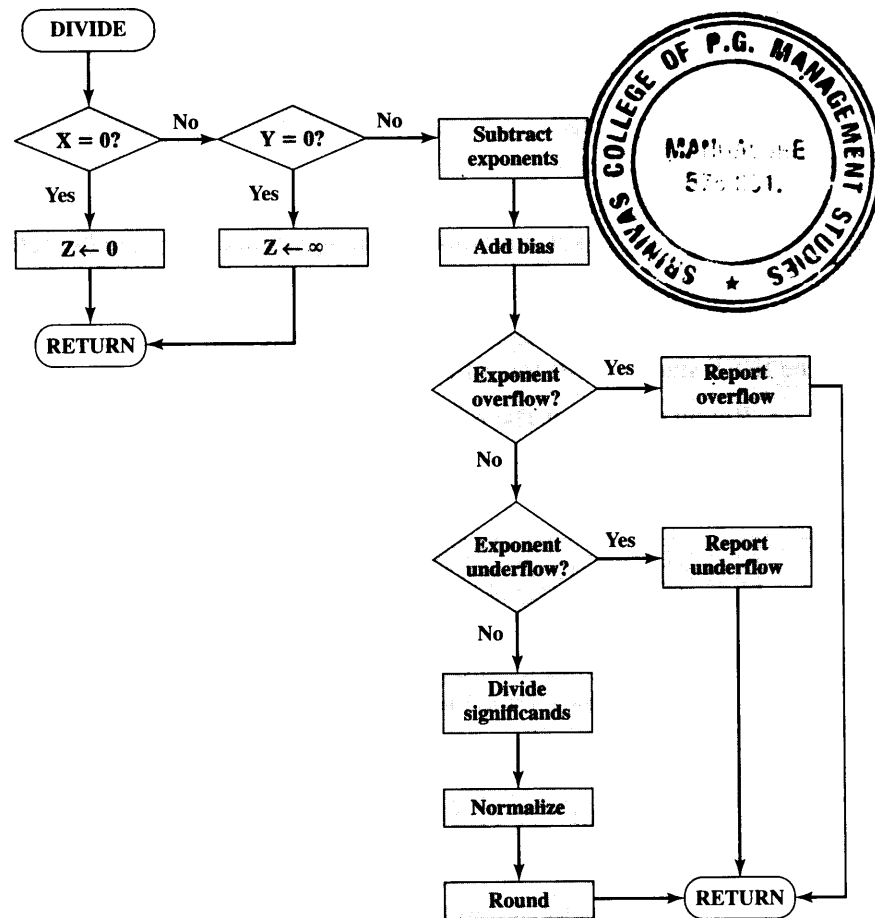 DIVIDE
X = 0?
No
Y = 0?
No
Subtract
exponents
Yes
Yes
Z ← 0
Z ← ∞
Add bias
RETURN
Exponent
overflow?
Yes
Report
overflow
No
Exponent
underflow?
Yes
Report
underflow
No
Divide
significands
Normalize
Round
RETURN
SRINIVAS COLLEGE OF P.G. MANAGEMENT STUDIES ★